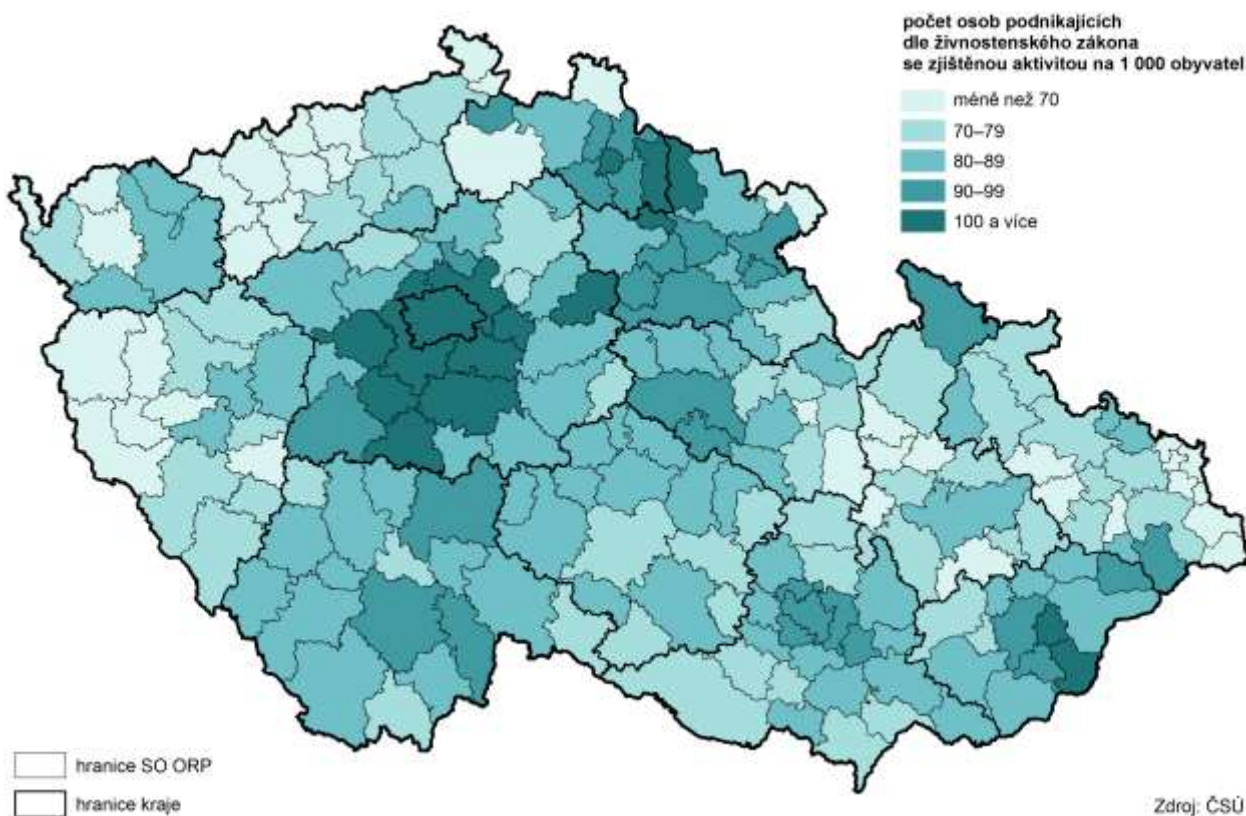 počet osob podnikajících
dle živnostenského zákona
se zjištěnou aktivitou na 1 000 obyvatel
méně než 70
70–79
80–89
90–99
100 a více
hranice SO ORP
hranice kraje
Zdroj: ČSÚ